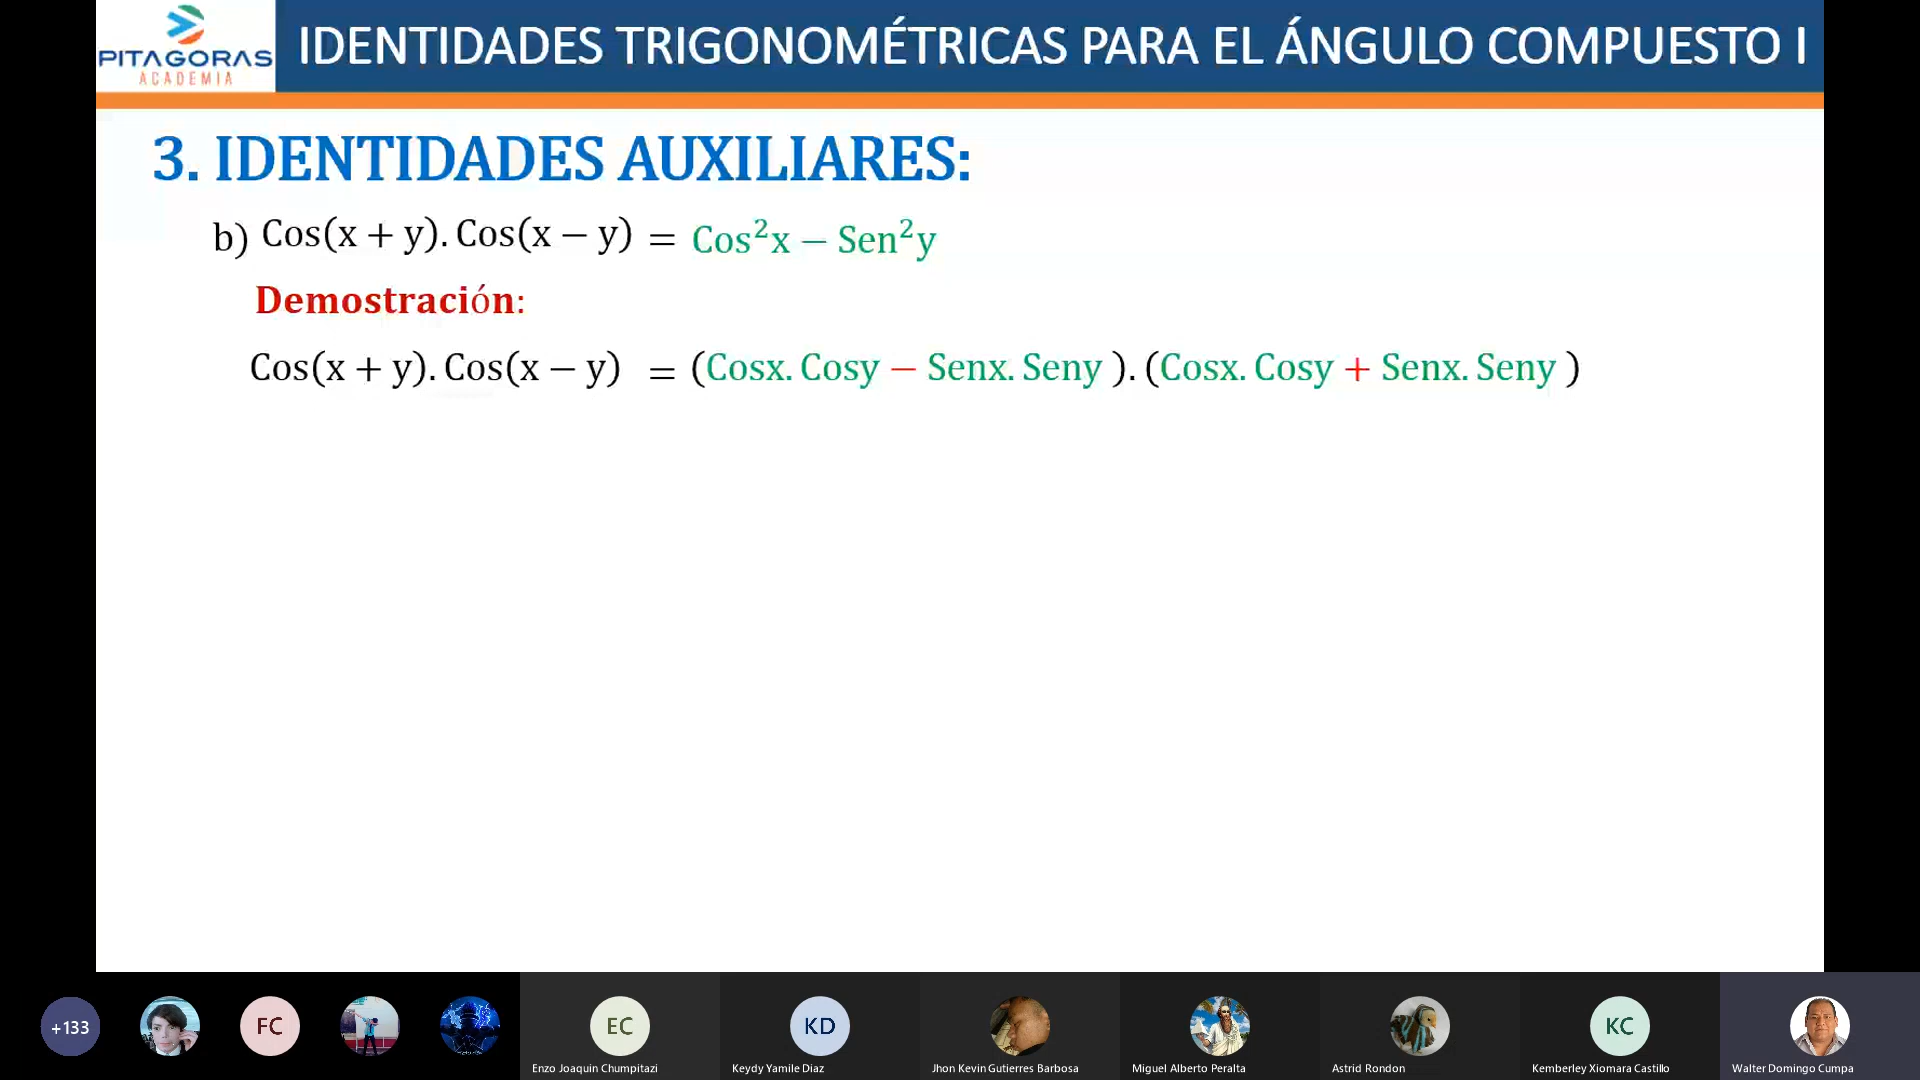 PITAGORAS
ACADEMIA
IDENTIDADES TRIGONOMÉTRICAS PARA EL ÁNGULO COMPUESTO I
3. IDENTIDADES AUXILIARES:
b) Cos(x + y). Cos(x − y) = Cos²x − Sen²y
Demostración:
Cos(x + y). Cos(x − y) = (Cosx. Cosy − Senx. Seny ). (Cosx. Cosy + Senx. Seny )
+133
FC
EC
KD
KC
Enzo Joaquin Chumpitazi
Keydy Yamile Diaz
Jhon Kevin Gutierres Barbosa
Miguel Alberto Peralta
Astrid Rondon
Kemberley Xiomara Castillo
Walter Domingo Cumpa